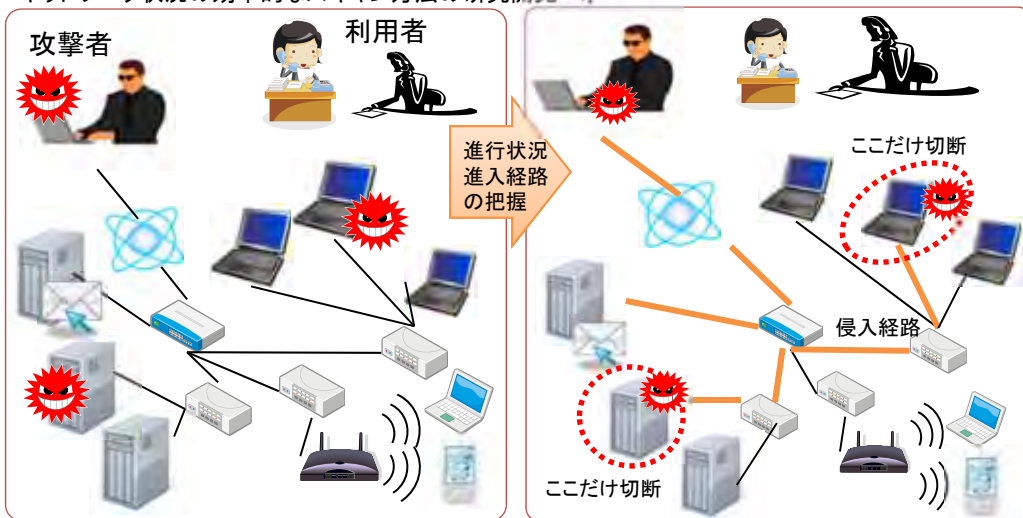 攻撃者
利用者
進行状況
進入経路
の把握
ここだけ切断
侵入経路
ここだけ切断